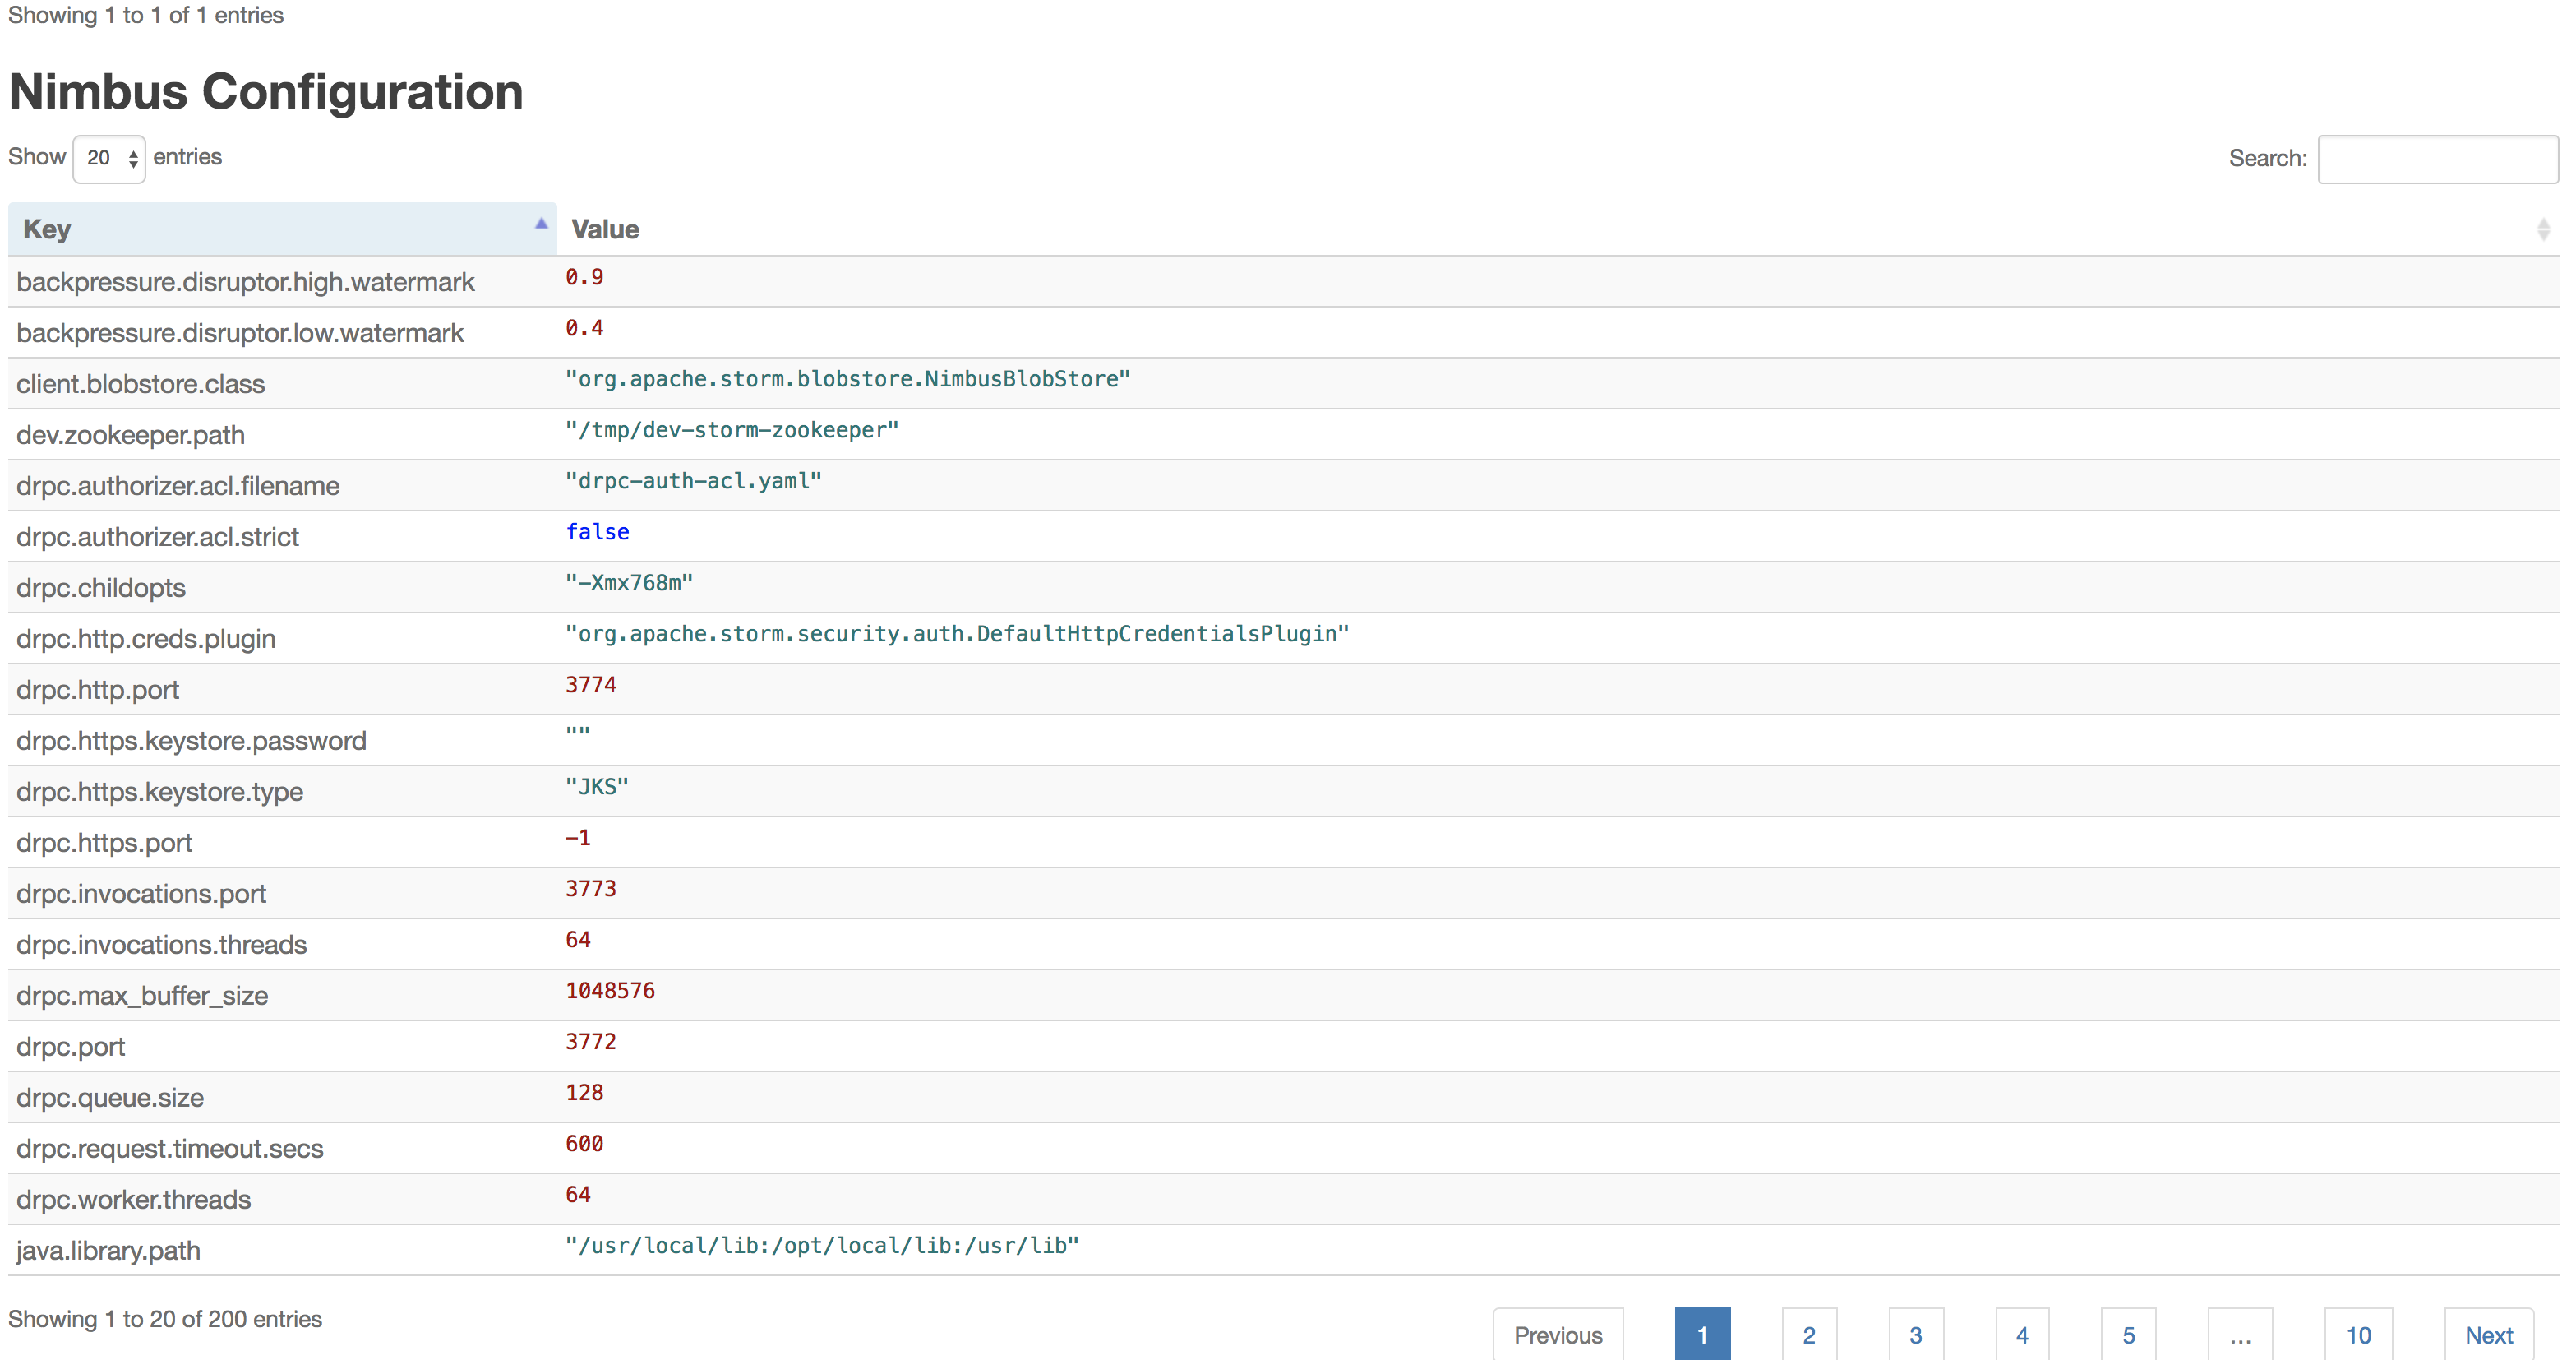 Showing 1 to 1 of 1 entries
Nimbus Configuration
Show 20 entries Search:
Key Value
backpressure.disruptor.high.watermark 0.9
backpressure.disruptor.low.watermark 0.4
client.blobstore.class "org.apache.storm.blobstore.NimbusBlobStore"
dev.zookeeper.path "/tmp/dev-storm-zookeeper"
drpc.authorizer.acl.filename "drpc-auth-acl.yaml"
drpc.authorizer.acl.strict false
drpc.childopts "-Xmx768m"
drpc.http.creds.plugin "org.apache.storm.security.auth.DefaultHttpCredentialsPlugin"
drpc.http.port 3774
drpc.https.keystore.password ""
drpc.https.keystore.type "JKS"
drpc.https.port -1
drpc.invocations.port 3773
drpc.invocations.threads 64
drpc.max_buffer_size 1048576
drpc.port 3772
drpc.queue.size 128
drpc.request.timeout.secs 600
drpc.worker.threads 64
java.library.path "/usr/local/lib:/opt/local/lib:/usr/lib"
Showing 1 to 20 of 200 entries Previous 1 2 3 4 5 … 10 Next